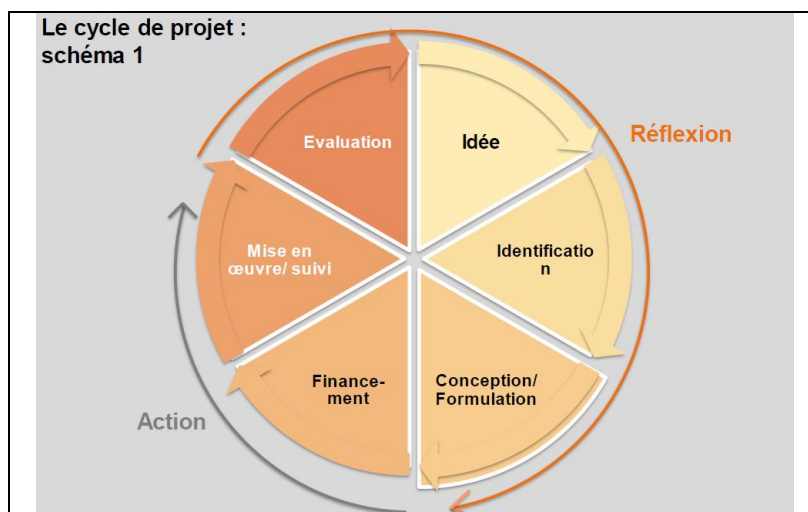 Le cycle de projet :
schéma 1
Evaluation
Idée
Réflexion
Identificatio
n
Mise en
œuvre/ suivi
Conception/
Formulation
Finance-
ment
Action